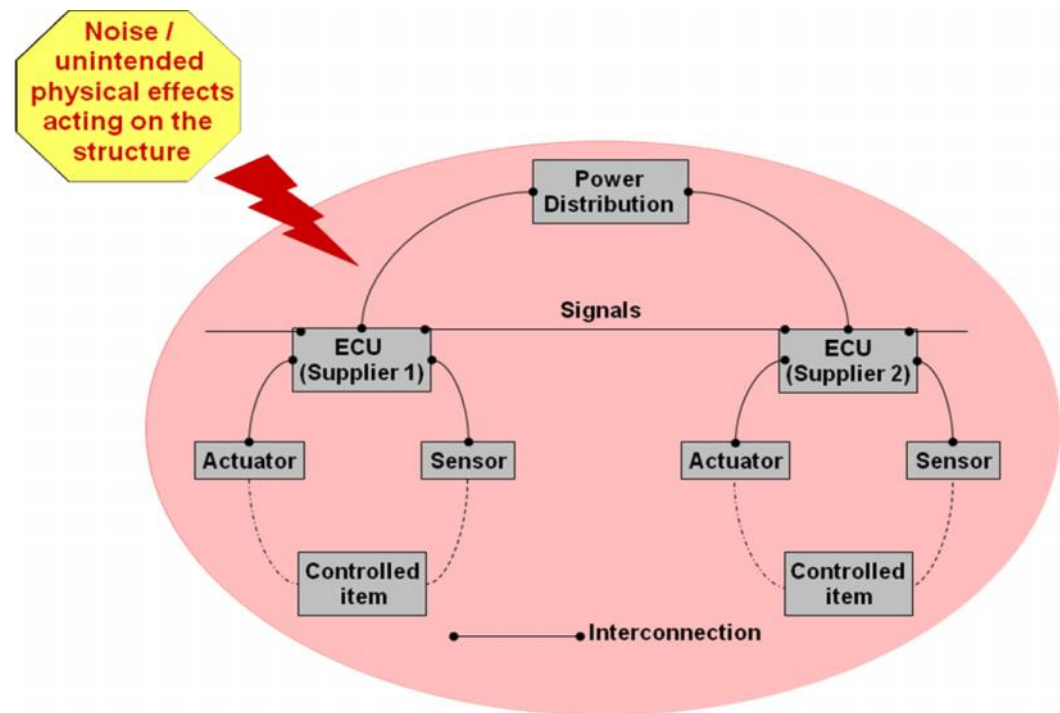 Noise /
unintended
physical effects
acting on the
structure
Power
Distribution
Signals
ECU
(Supplier 1)
ECU
(Supplier 2)
Actuator
Sensor
Actuator
Sensor
Controlled
item
Controlled
item
Interconnection